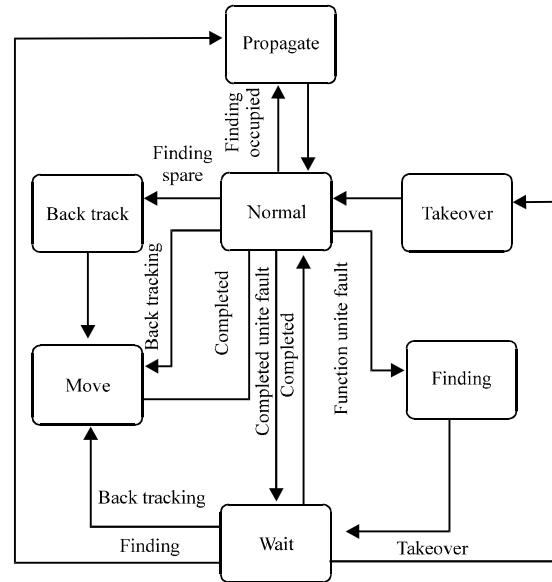 Propagate
Finding
occupied
Finding
spare
Back track
Normal
Takeover
Back tracking
Completed
Completed unite fault
Completed
Function unite fault
Move
Finding
Back tracking
Finding
Wait
Takeover